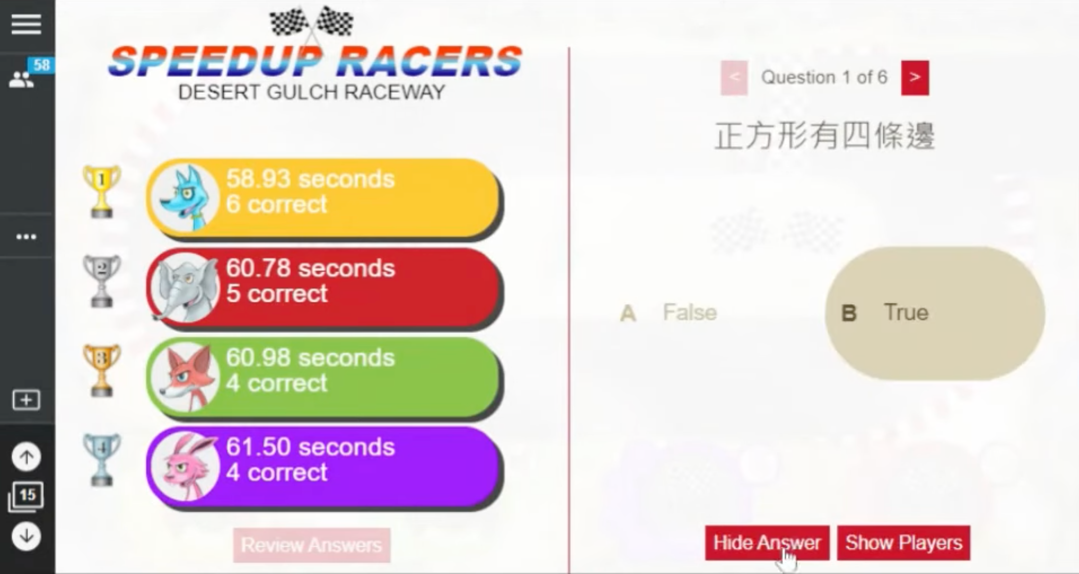 58
SPEEDUP RACERS
DESERT GULCH RACEWAY
1
58.93 seconds
6 correct
2
60.78 seconds
5 correct
3
60.98 seconds
4 correct
4
61.50 seconds
4 correct
Review Answers
15
< Question 1 of 6 >
正方形有四條邊
A False
B True
Hide Answer
Show Players